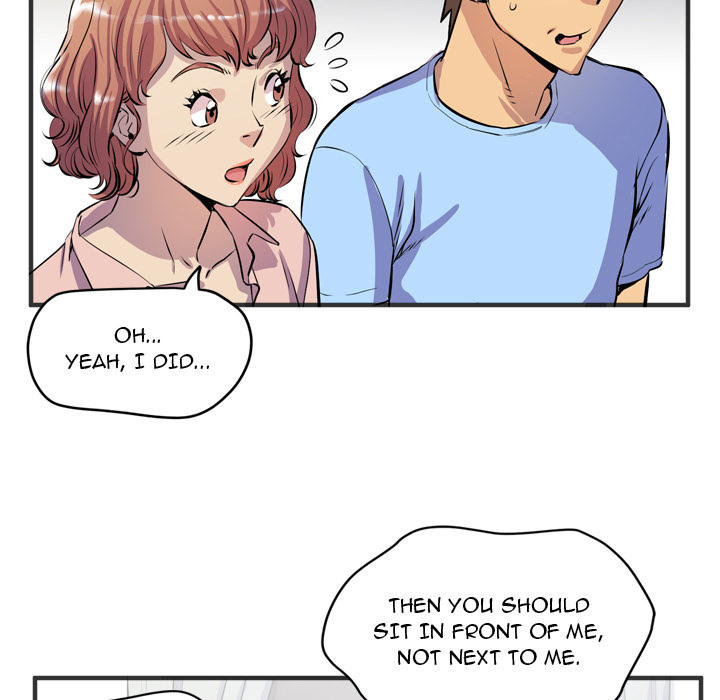 OH...
YEAH, I DID...
THEN YOU SHOULD
SIT IN FRONT OF ME,
NOT NEXT TO ME.